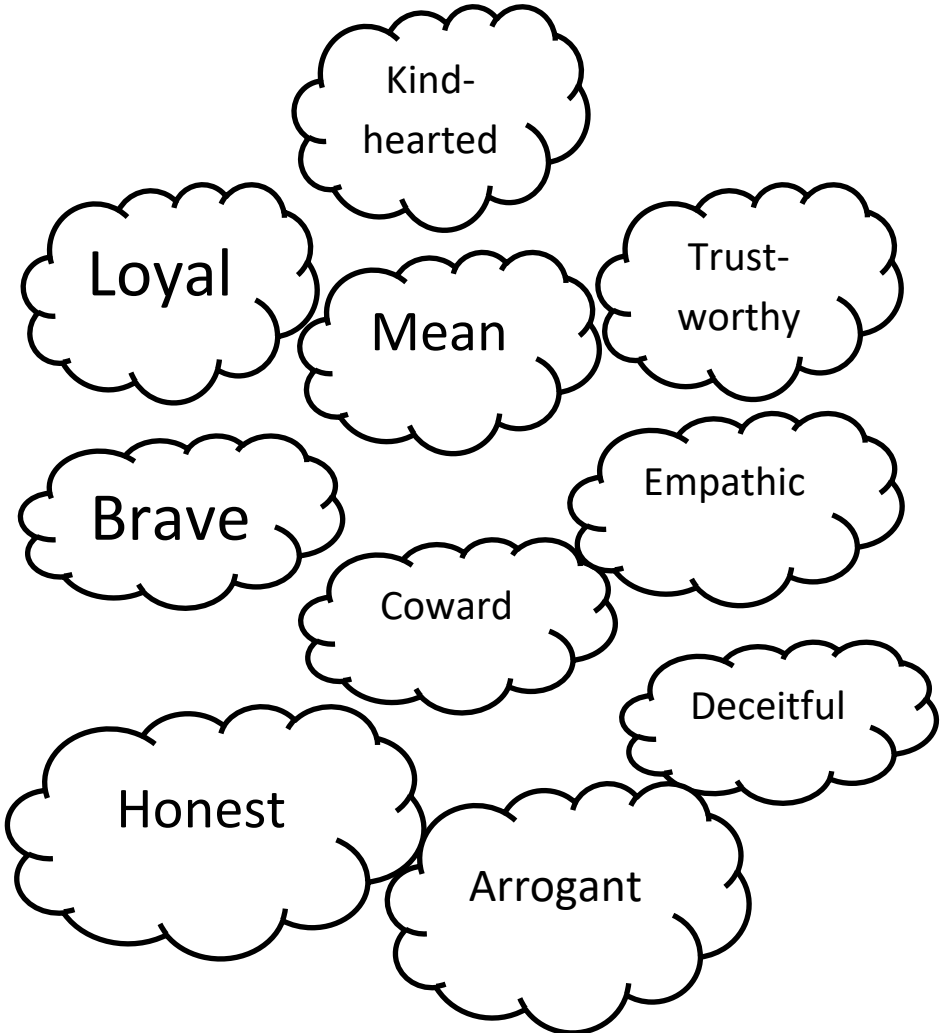 Kind-
hearted
Loyal
Trust-
worthy
Mean
Brave
Empathic
Coward
Deceitful
Honest
Arrogant